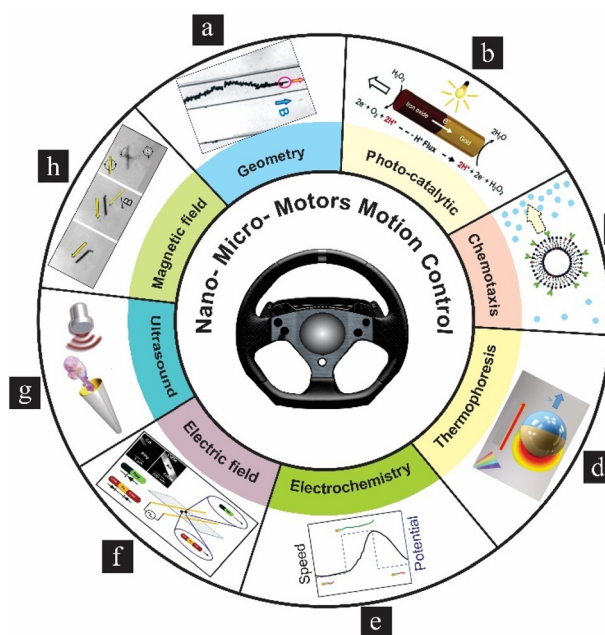 a
B
Geometry
b
H₂O₂
2e⁻ + O₂ + 2H⁺
Iron oxide
e⁻
Gold
2H₂O
H⁺ Flux
2H⁺ + 2e⁻ + H₂O₂
Photo-catalytic
Chemotaxis
Thermophoresis
d
Electrochemistry
Speed
Potential
e
Electric field
f
Ultrasound
g
Magnetic field
B
h
Nano- Micro- Motors Motion Control